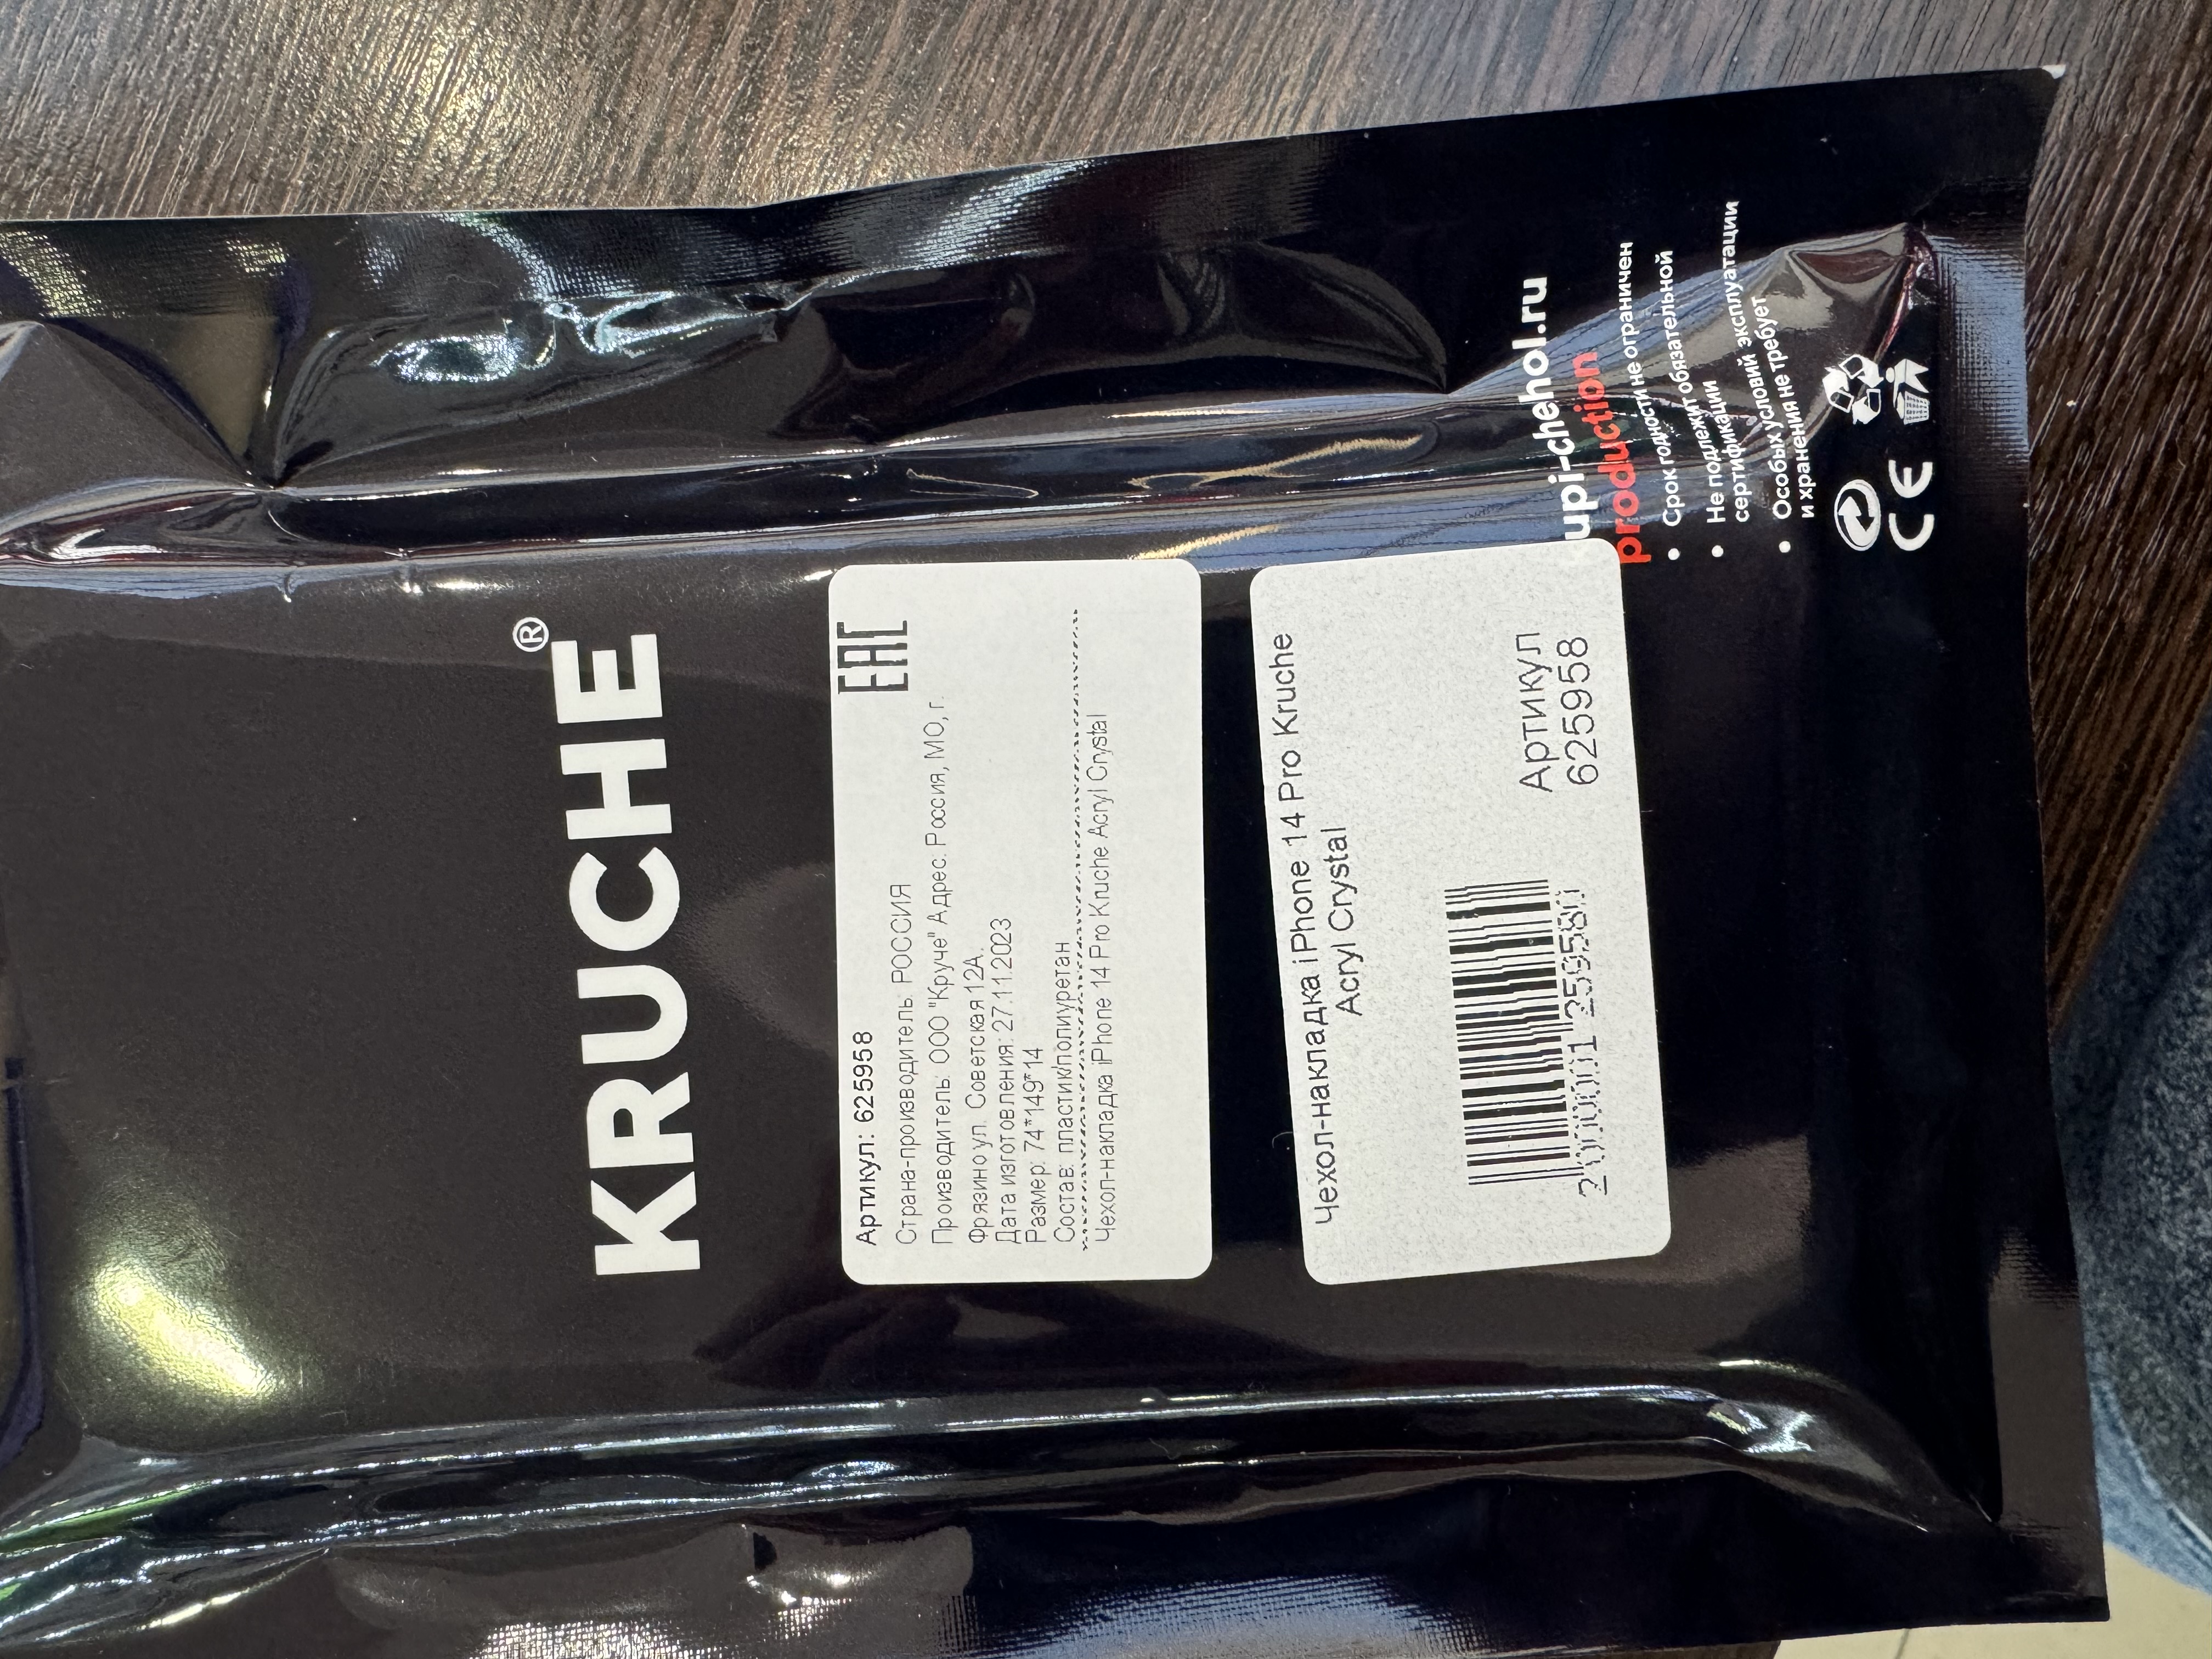 KRUCHE®
EAC
Артикул: 625958
Страна-производитель: РОССИЯ
Производитель: ООО "Круче" Адрес: Россия, МО, г.
Фрязино ул. Советская 12А.
Дата изготовления: 27.11.2023
Размер: 74*149*14
Состав: пластик/полиуретан
Чехол-накладка iPhone 14 Pro Kruche Acryl Crystal
Чехол-накладка iPhone 14 Pro Kruche
Acryl Crystal
Артикул
625958
2000001259580
upi-chehol.ru
production
• Срок годности не ограничен
• Не подлежит обязательной
сертификации
• Особых условий эксплуатации
и хранения не требует
CE